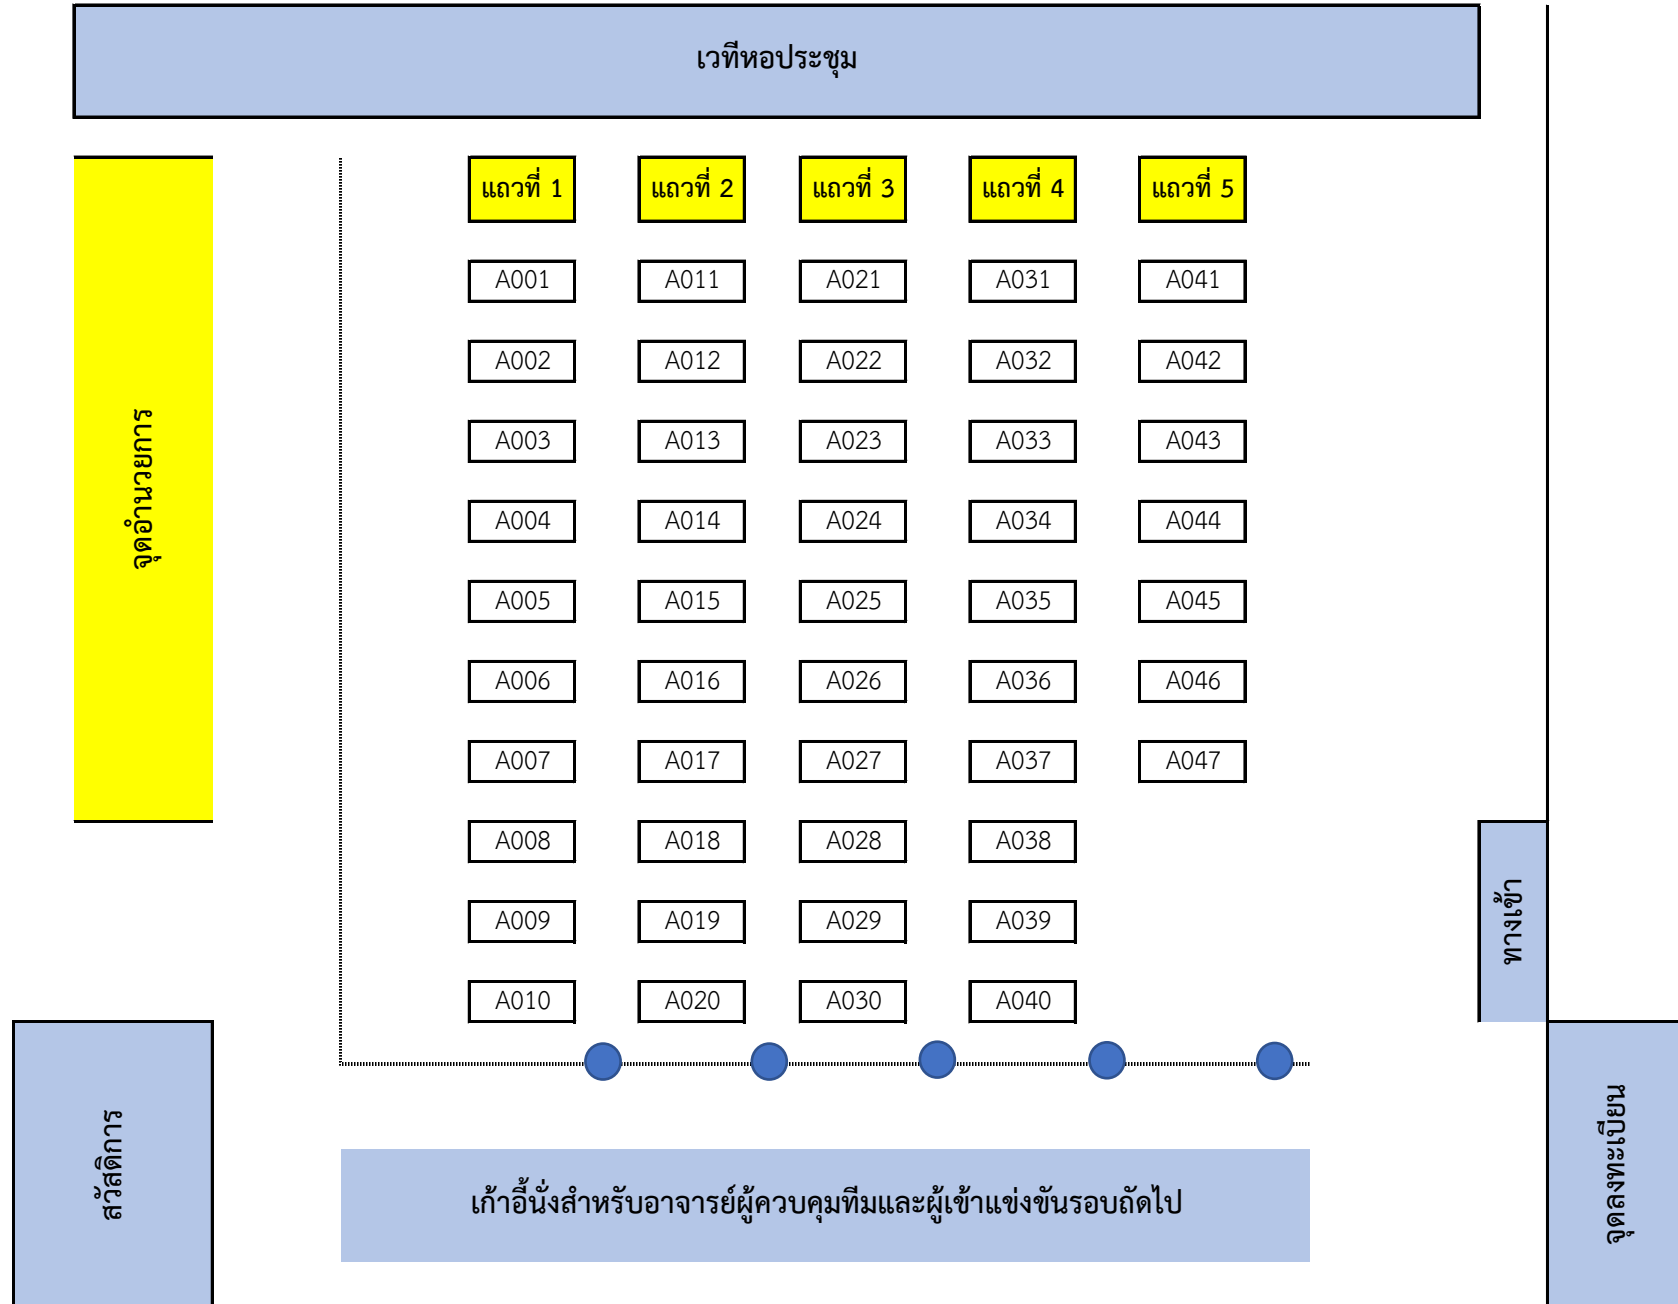 เวทีหอประชุม
แถวที่ 1 แถวที่ 2 แถวที่ 3 แถวที่ 4 แถวที่ 5
A001 A011 A021 A031 A041
A002 A012 A022 A032 A042
A003 A013 A023 A033 A043
A004 A014 A024 A034 A044
A005 A015 A025 A035 A045
A006 A016 A026 A036 A046
A007 A017 A027 A037 A047
A008 A018 A028 A038
A009 A019 A029 A039
A010 A020 A030 A040
จุดอำนวยการ
ทางเข้า
สวัสดิการ
เก้าอี้นั่งสำหรับอาจารย์ผู้ควบคุมทีมและผู้เข้าแข่งขันรอบถัดไป
จุดลงทะเบียน